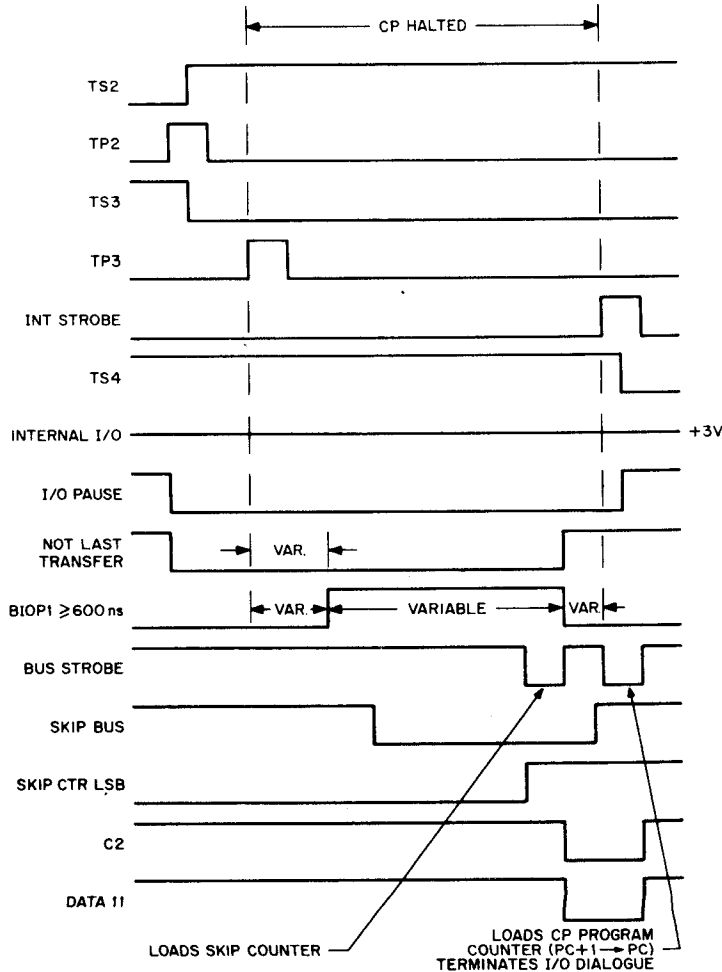 CP HALTED
TS2
TP2
TS3
TP3
INT STROBE
TS4
INTERNAL I/O
+3V
I/O PAUSE
NOT LAST
TRANSFER
VAR.
BIOP1 ≥600ns
VAR.
VARIABLE
VAR.
BUS STROBE
SKIP BUS
SKIP CTR LSB
C2
DATA 11
LOADS SKIP COUNTER
LOADS CP PROGRAM
COUNTER (PC+1→PC)
TERMINATES I/O DIALOGUE